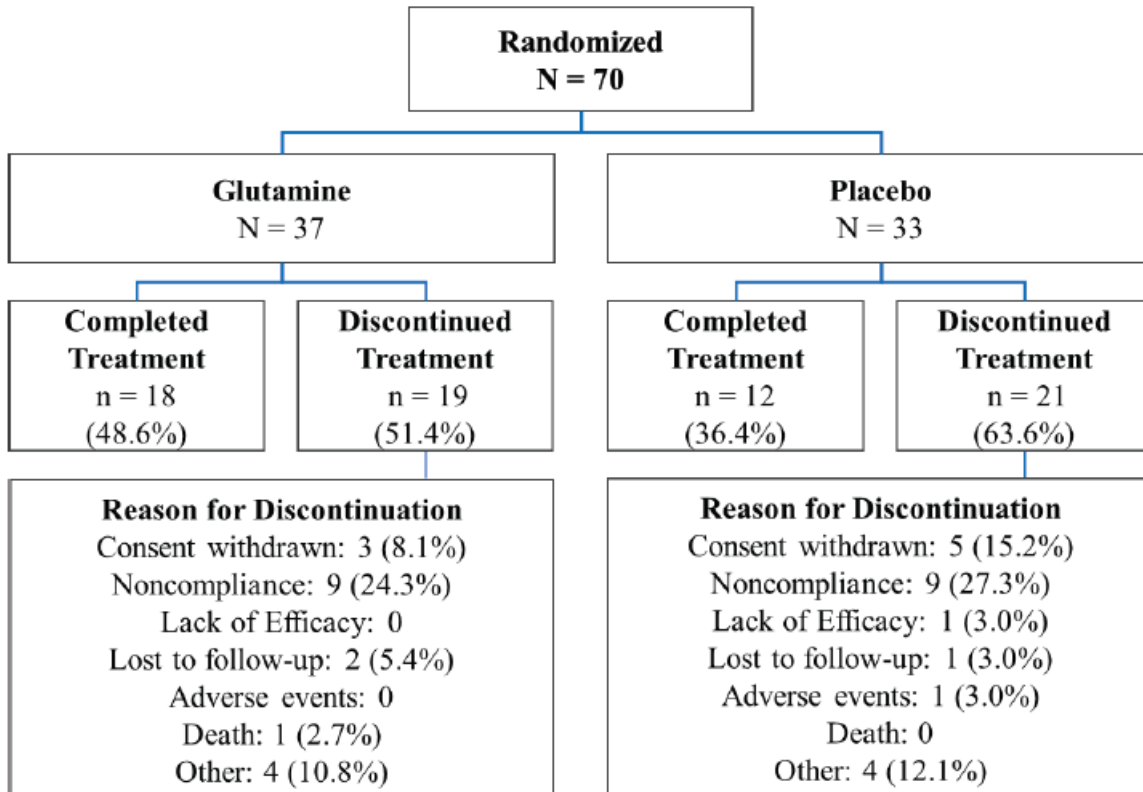 Randomized
N = 70
Glutamine
N = 37
Placebo
N = 33
Completed
Treatment
n = 18
(48.6%)
Discontinued
Treatment
n = 19
(51.4%)
Completed
Treatment
n = 12
(36.4%)
Discontinued
Treatment
n = 21
(63.6%)
Reason for Discontinuation
Consent withdrawn: 3 (8.1%)
Noncompliance: 9 (24.3%)
Lack of Efficacy: 0
Lost to follow-up: 2 (5.4%)
Adverse events: 0
Death: 1 (2.7%)
Other: 4 (10.8%)
Reason for Discontinuation
Consent withdrawn: 5 (15.2%)
Noncompliance: 9 (27.3%)
Lack of Efficacy: 1 (3.0%)
Lost to follow-up: 1 (3.0%)
Adverse events: 1 (3.0%)
Death: 0
Other: 4 (12.1%)